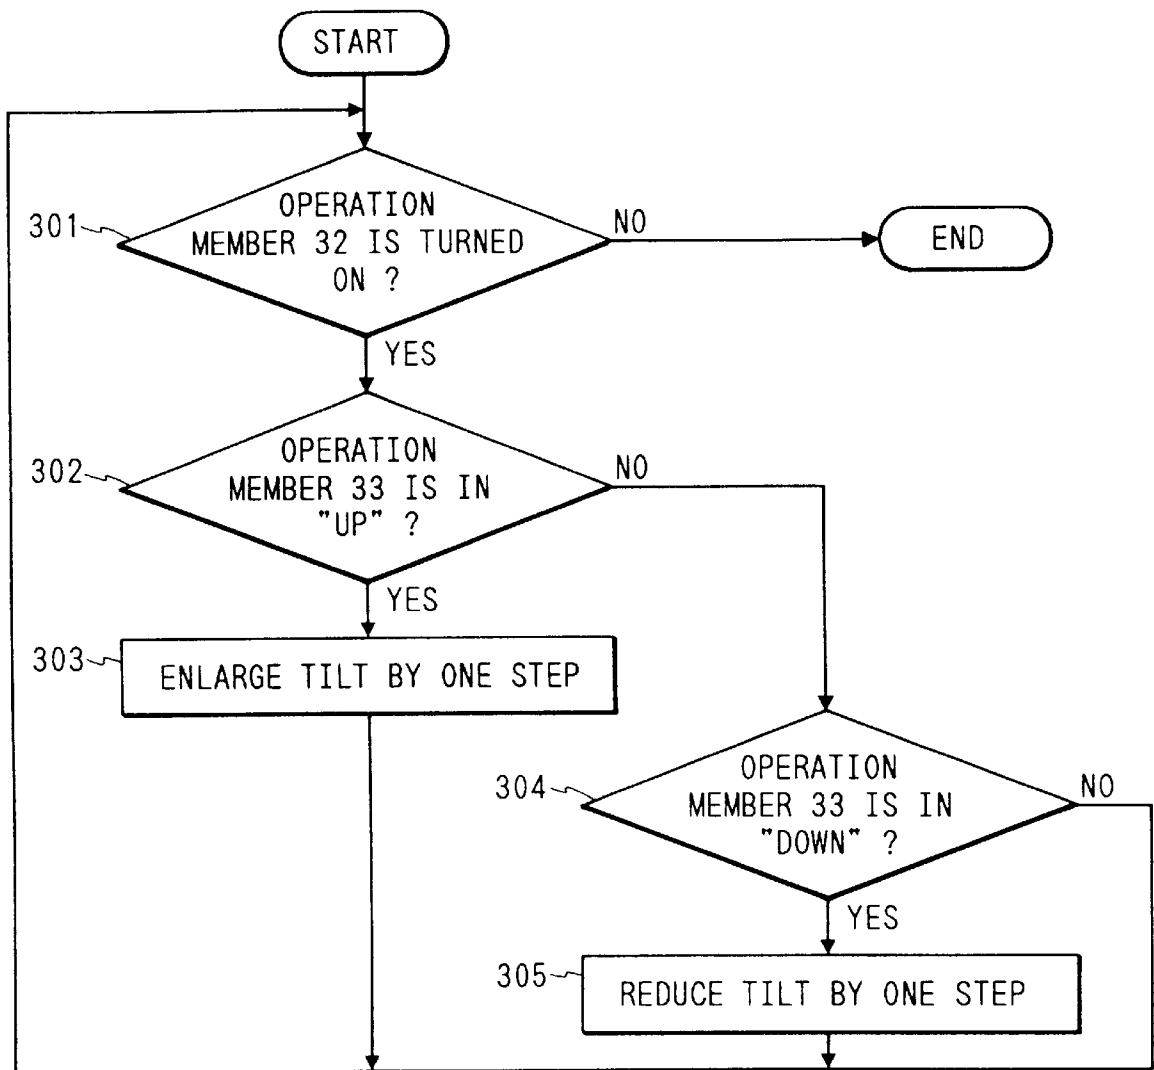 START
301
OPERATION
MEMBER 32 IS TURNED
ON ?
NO
END
YES
302
OPERATION
MEMBER 33 IS IN
"UP" ?
NO
YES
303
ENLARGE TILT BY ONE STEP
304
OPERATION
MEMBER 33 IS IN
"DOWN" ?
NO
YES
305
REDUCE TILT BY ONE STEP